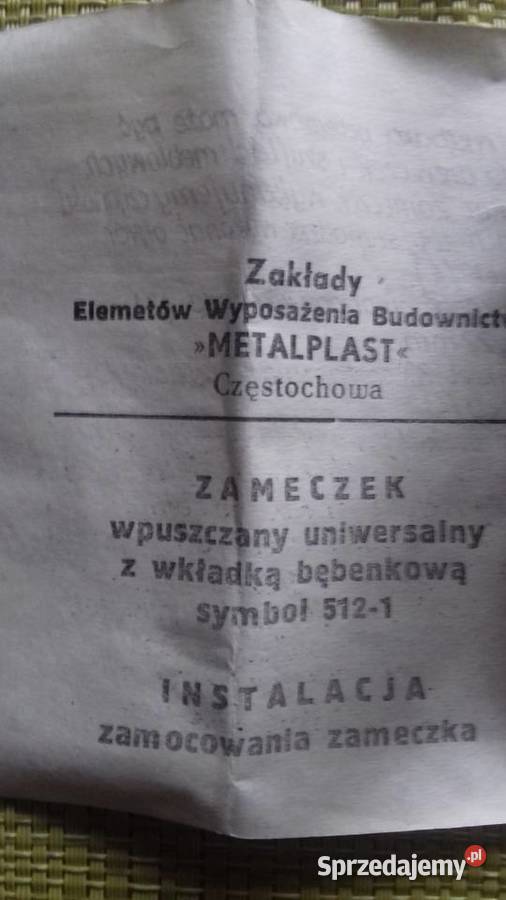 Zakłady
Elemetów Wyposażenia Budownictw
»METALPLAST«
Częstochowa
ZAMECZEK
wpuszczany uniwersalny
z wkładką bębenkową
symbol 512-1
INSTALACJA
zamocowania zameczka
Sprzedajemy.pl